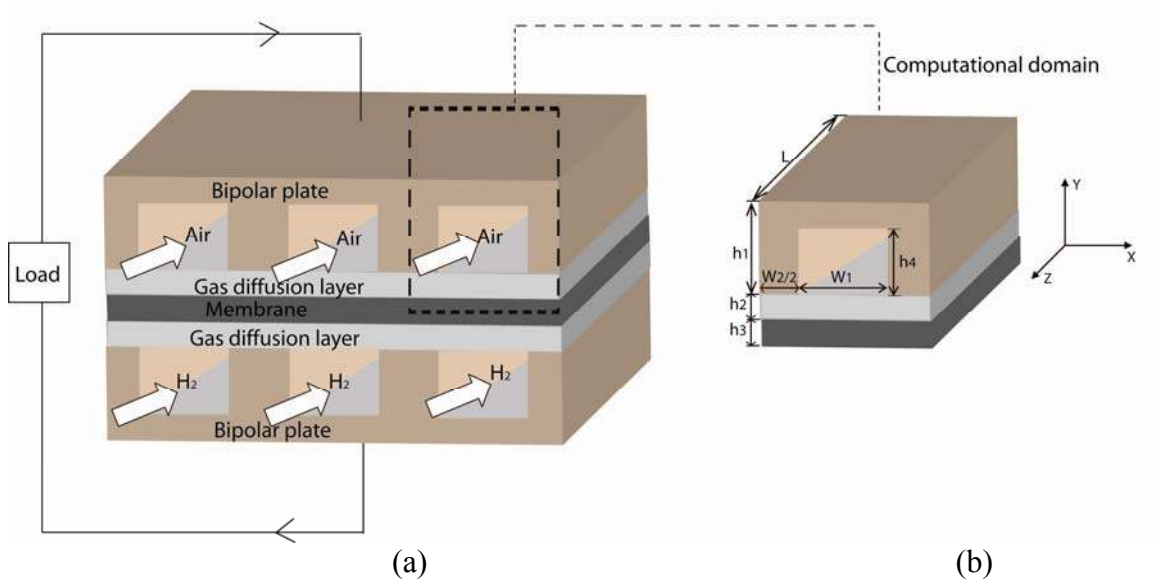 Computational domain
Bipolar plate
Air
Air
Air
Load
Gas diffusion layer
Membrane
Gas diffusion layer
H2
H2
H2
Bipolar plate
L
h1
h4
W2/2
W1
h2
h3
Y
X
Z
(a)
(b)